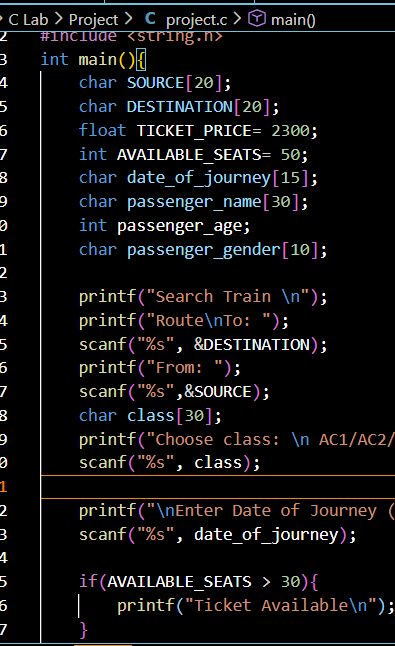 > C Lab > Project > C project.c > main()
2 #include <string.h>
3 int main(){
4 char SOURCE[20];
5 char DESTINATION[20];
6 float TICKET_PRICE= 2300;
7 int AVAILABLE_SEATS= 50;
8 char date_of_journey[15];
9 char passenger_name[30];
0 int passenger_age;
1 char passenger_gender[10];
2
3 printf("Search Train \n");
4 printf("Route\nTo: ");
5 scanf("%s", &DESTINATION);
6 printf("From: ");
7 scanf("%s",&SOURCE);
8 char class[30];
9 printf("Choose class: \n AC1/AC2/
0 scanf("%s", class);
1
2 printf("\nEnter Date of Journey (
3 scanf("%s", date_of_journey);
4
5 if(AVAILABLE_SEATS > 30){
6 printf("Ticket Available\n");
7 }